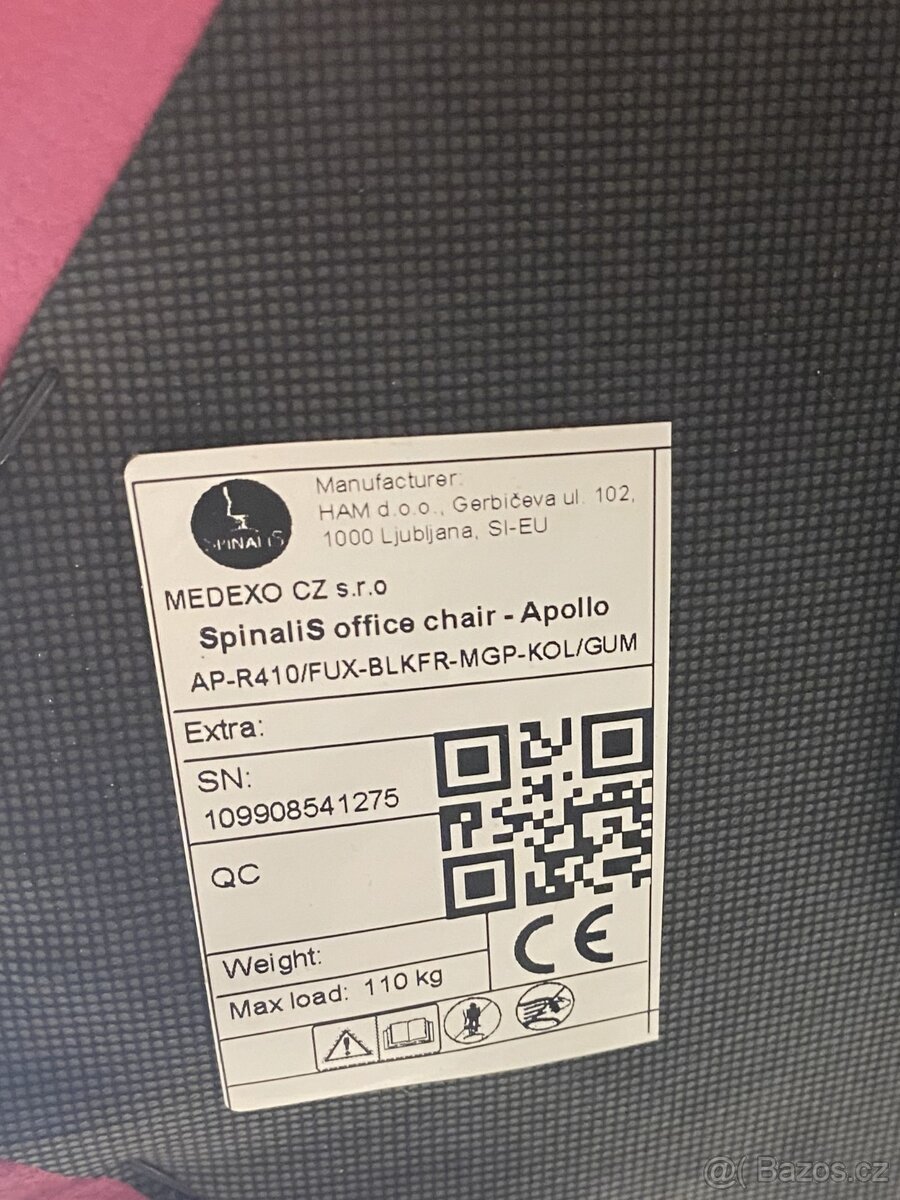 SPINALIS
Manufacturer:
HAM d.o.o., Gerbičeva ul. 102,
1000 Ljubljana, SI-EU
MEDEXO CZ s.r.o
SpinaliS office chair - Apollo
AP-R410/FUX-BLKFR-MGP-KOL/GUM
Extra:
SN:
109908541275
QC
CE
Weight:
Max load: 110 kg
@( Bazos.cz